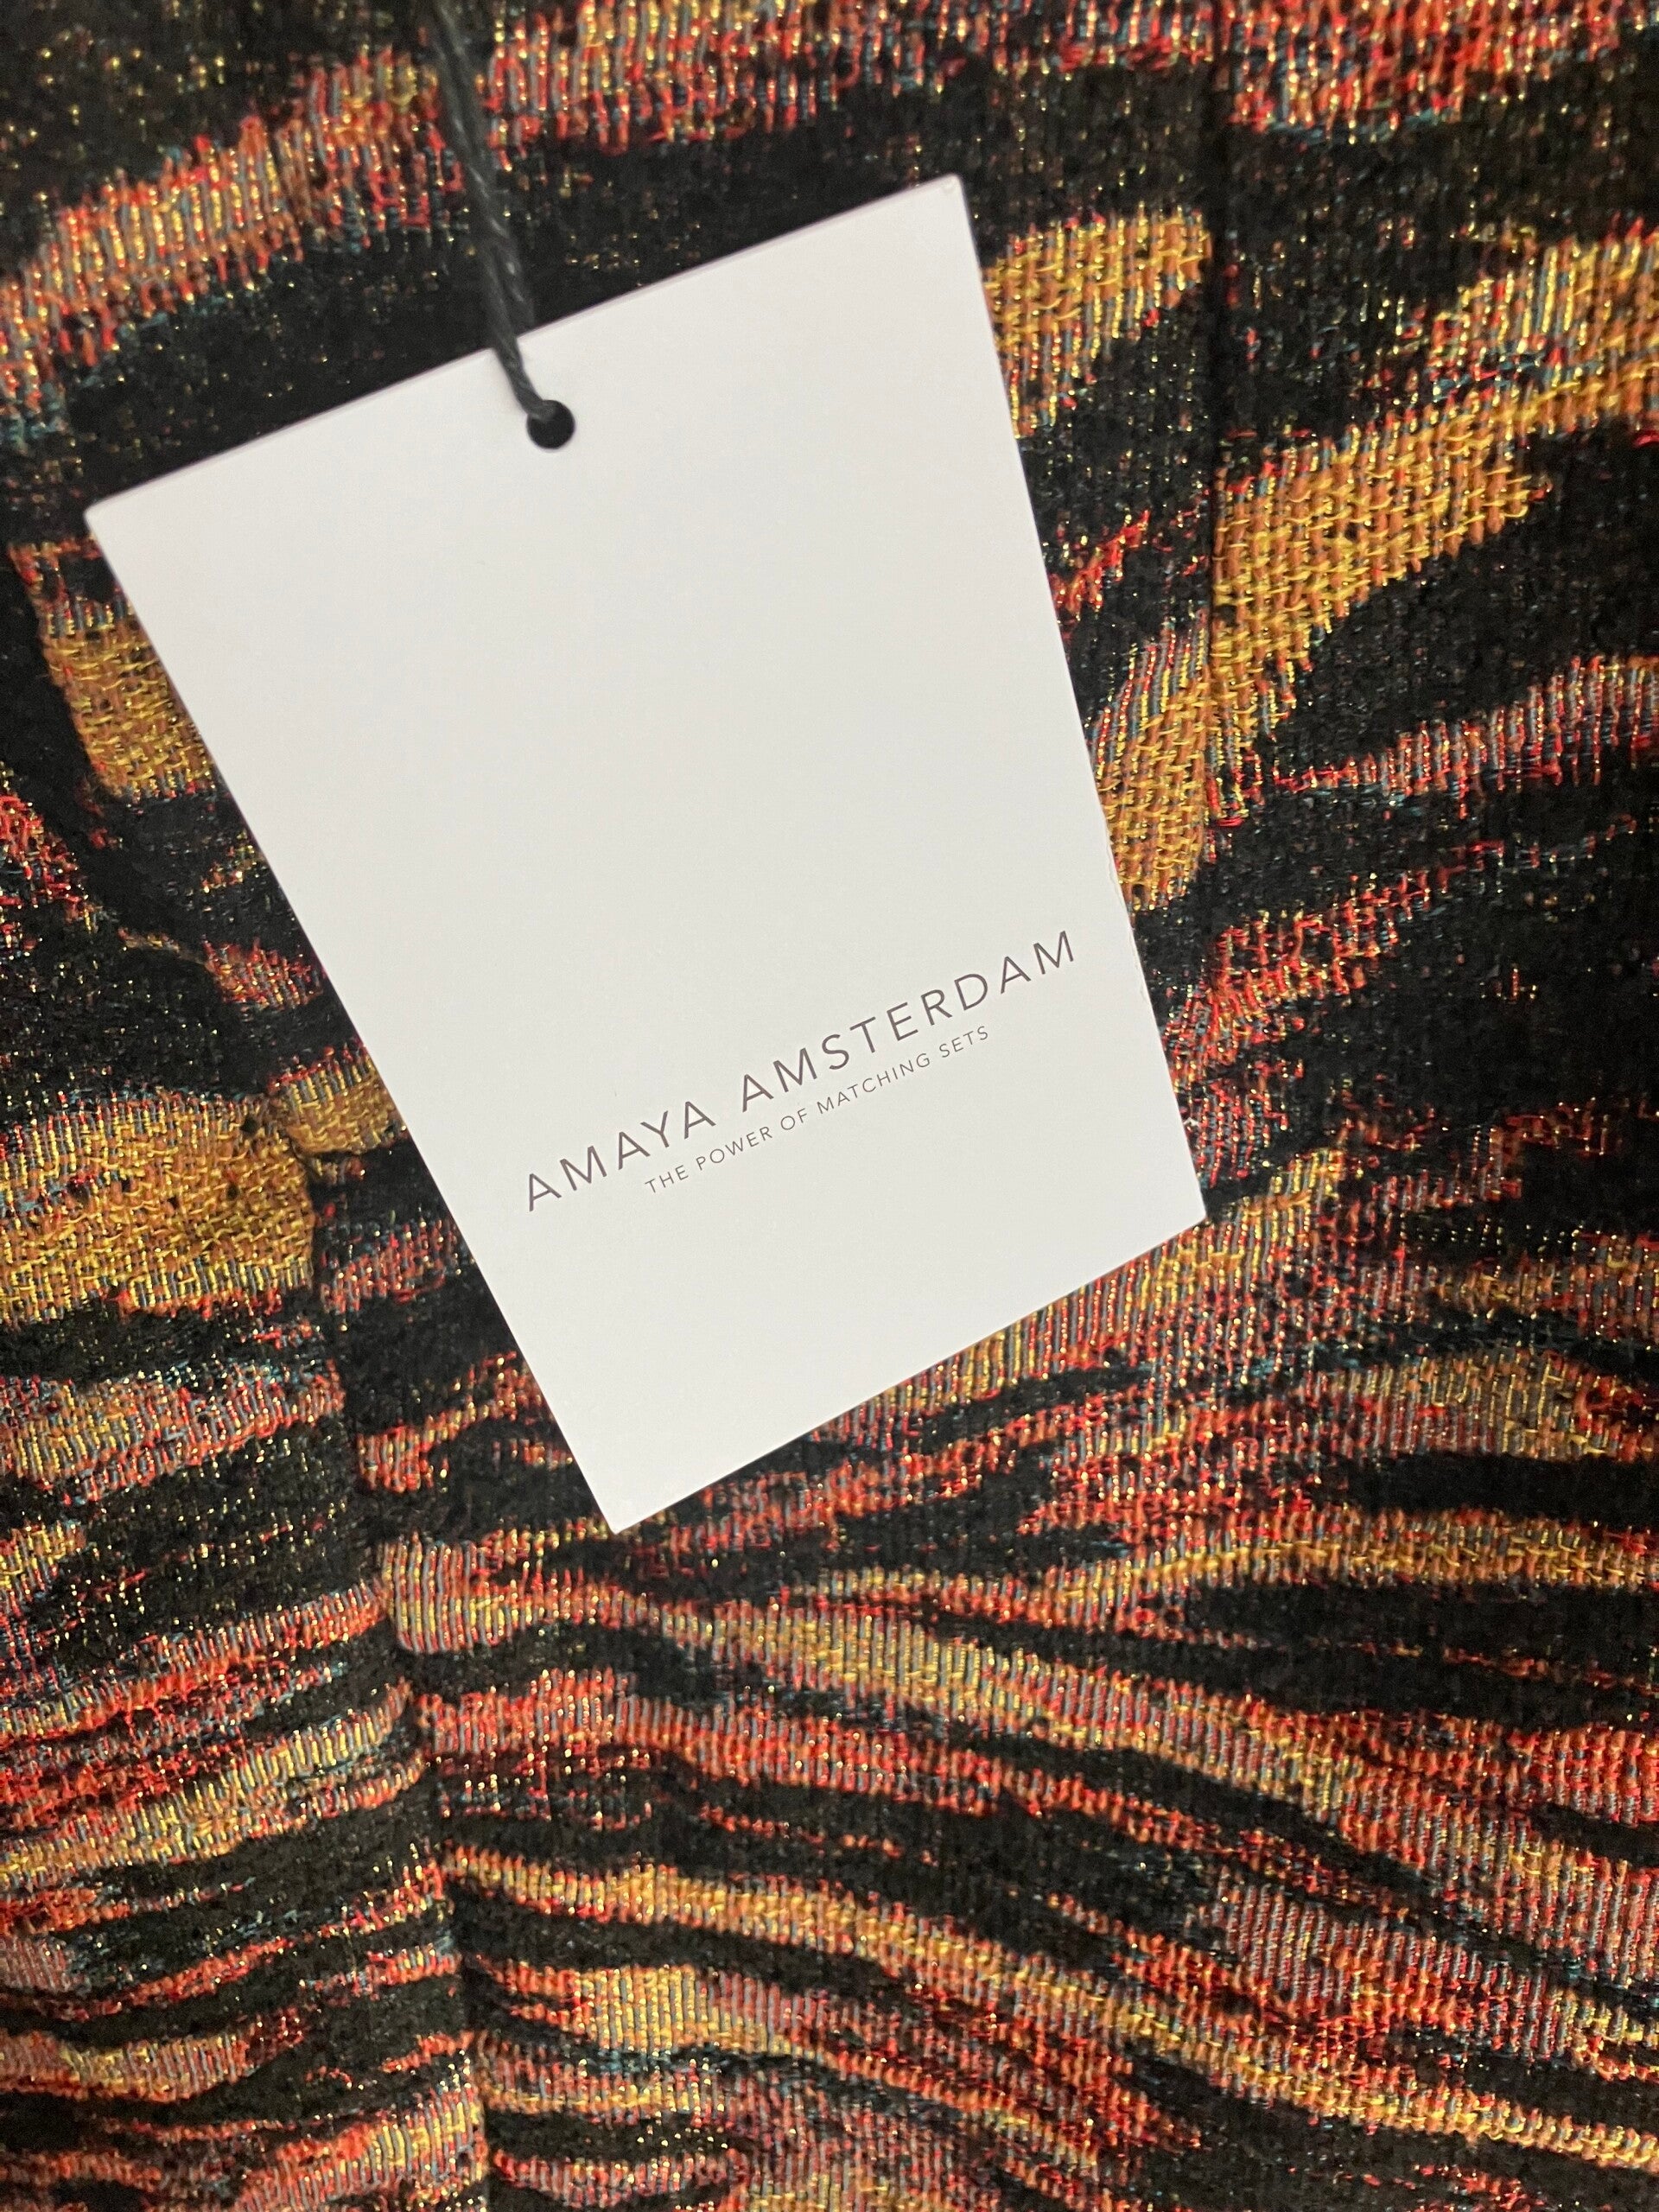 AMAYA AMSTERDAM
THE POWER OF MATCHING SETS